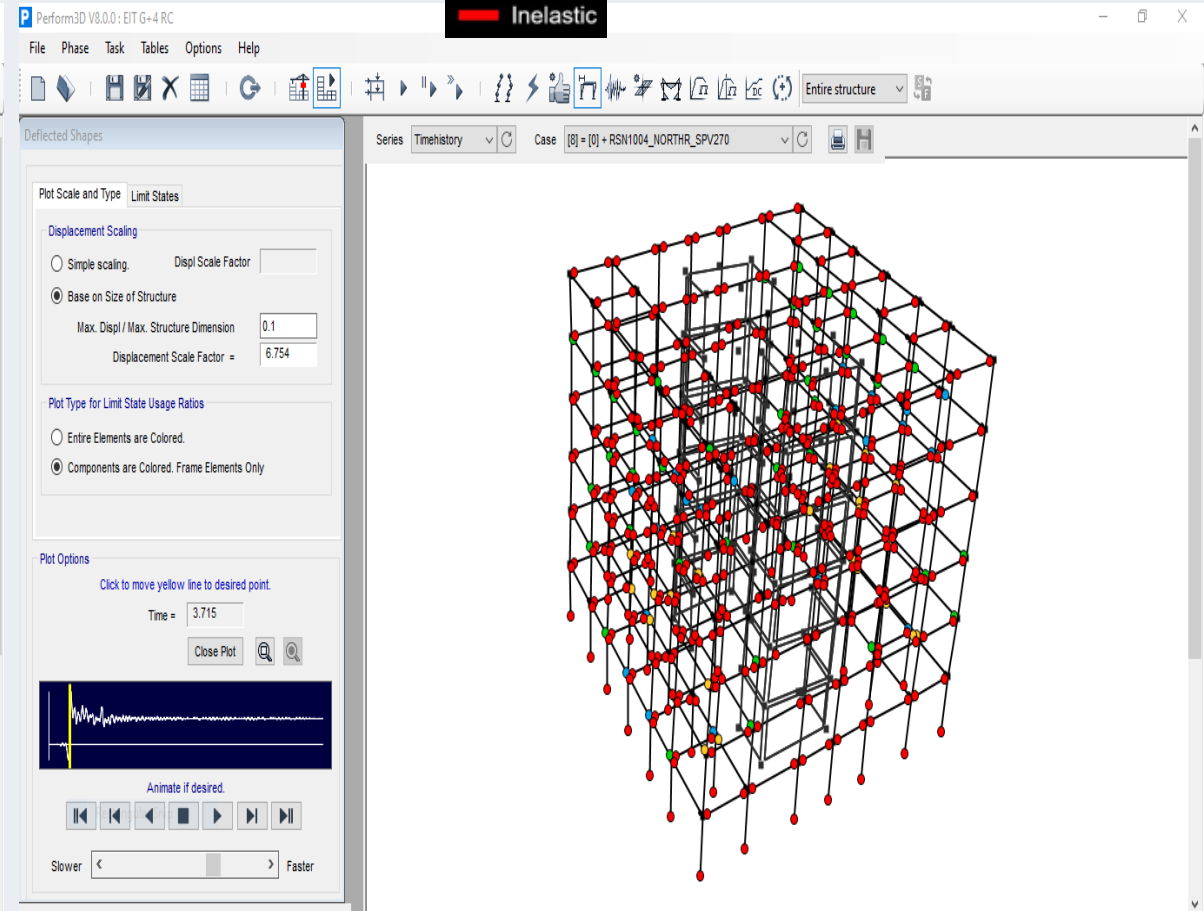 Inelastic
Perform3D V8.0.0 : EIT G+4 RC
File Phase Task Tables Options Help
Entire structure
Deflected Shapes
Series Timehistory Case [8] = [0] + RSN1004_NORTHR_SPV270
Plot Scale and Type Limit States
Displacement Scaling
Simple scaling. Displ Scale Factor
Base on Size of Structure
Max. Displ / Max. Structure Dimension 0.1
Displacement Scale Factor = 6.754
Plot Type for Limit State Usage Ratios
Entire Elements are Colored.
Components are Colored. Frame Elements Only
Plot Options
Click to move yellow line to desired point.
Time = 3.715
Close Plot
Animate if desired.
Slower Faster